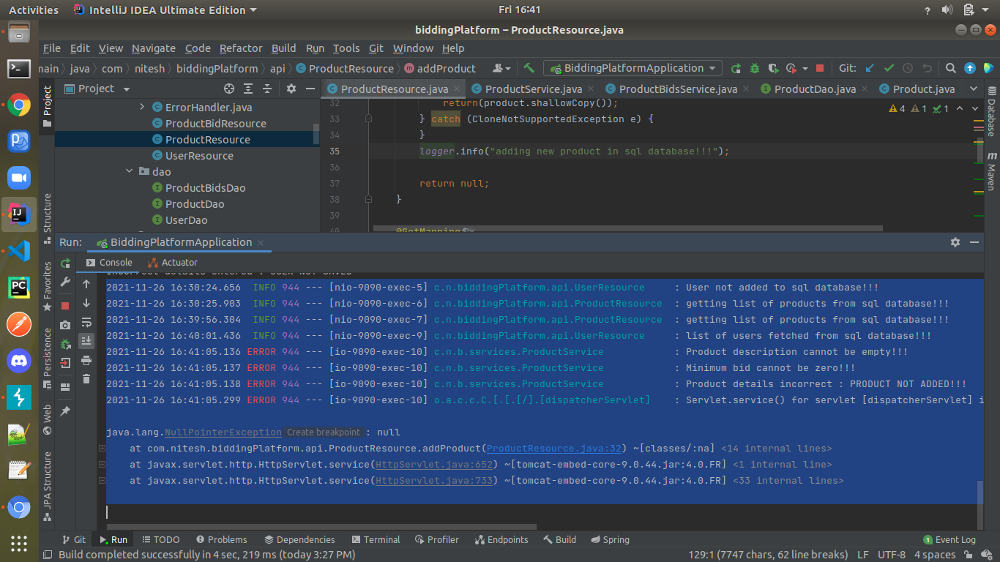 Activities IntelliJ IDEA Ultimate Edition Fri 16:41
biddingPlatform – ProductResource.java
File Edit View Navigate Code Refactor Build Run Tools Git Window Help
main java com nitesh biddingPlatform api ProductResource addProduct BiddingPlatformApplication Git:
Project ProductResource.java ProductService.java ProductBidsService.java ProductDao.java Product.java
ErrorHandler.java
ProductBidResource
ProductResource
UserResource
dao
ProductBidsDao
ProductDao
UserDao
32 return(product.shallowCopy());
33 } catch (CloneNotSupportedException e) {
34 }
35 logger.info("adding new product in sql database!!!");
36
37 return null;
38 }
39
40 @GetMapping
4 1 1
Project
Structure
Favorites
Persistence
Web
JPA Structure
Database
Maven
Run: BiddingPlatformApplication
Console Actuator
Incorrect details entered : USER NOT SAVED
2021-11-26 16:30:24.656 INFO 944 --- [nio-9090-exec-5] c.n.biddingPlatform.api.UserResource : User not added to sql database!!!
2021-11-26 16:30:25.903 INFO 944 --- [nio-9090-exec-6] c.n.biddingPlatform.api.ProductResource : getting list of products from sql database!!!
2021-11-26 16:39:56.304 INFO 944 --- [nio-9090-exec-7] c.n.biddingPlatform.api.ProductResource : getting list of products from sql database!!!
2021-11-26 16:40:01.436 INFO 944 --- [nio-9090-exec-9] c.n.biddingPlatform.api.UserResource : list of users fetched from sql database!!!
2021-11-26 16:41:05.136 ERROR 944 --- [io-9090-exec-10] c.n.b.services.ProductService : Product description cannot be empty!!!
2021-11-26 16:41:05.137 ERROR 944 --- [io-9090-exec-10] c.n.b.services.ProductService : Minimum bid cannot be zero!!!
2021-11-26 16:41:05.138 ERROR 944 --- [io-9090-exec-10] c.n.b.services.ProductService : Product details incorrect : PRODUCT NOT ADDED!!!
2021-11-26 16:41:05.299 ERROR 944 --- [io-9090-exec-10] o.a.c.c.C.[.[.[/].[dispatcherServlet] : Servlet.service() for servlet [dispatcherServlet] i
java.lang.NullPointerException Create breakpoint : null
at com.nitesh.biddingPlatform.api.ProductResource.addProduct(ProductResource.java:32) ~[classes/:na] <14 internal lines>
at javax.servlet.http.HttpServlet.service(HttpServlet.java:652) ~[tomcat-embed-core-9.0.44.jar:4.0.FR] <1 internal line>
at javax.servlet.http.HttpServlet.service(HttpServlet.java:733) ~[tomcat-embed-core-9.0.44.jar:4.0.FR] <33 internal lines>
Git Run TODO Problems Dependencies Terminal Profiler Endpoints Build Spring 1 Event Log
Build completed successfully in 4 sec, 219 ms (today 3:27 PM) 129:1 (7747 chars, 62 line breaks) LF UTF-8 4 spaces